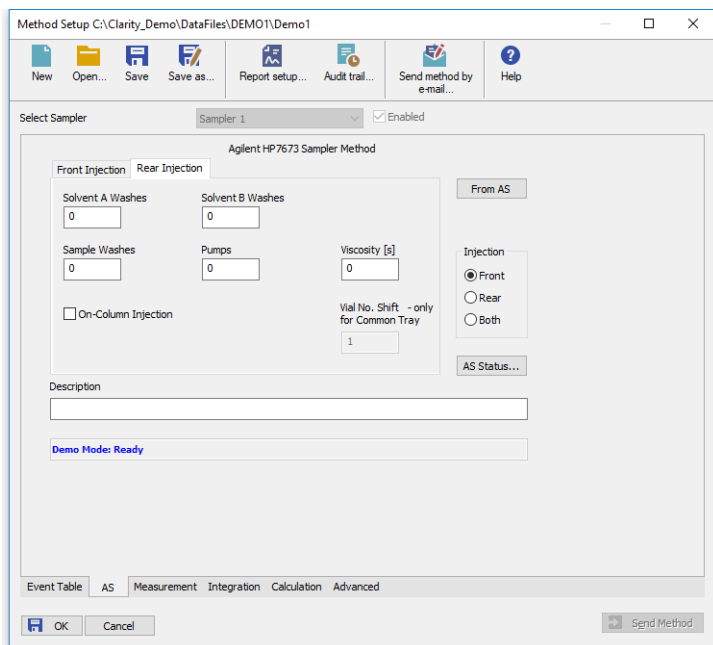 Method Setup C:\Clarity_Demo\DataFiles\DEMO1\Demo1
New Open... Save Save as... Report setup... Audit trail... Send method by e-mail... Help
Select Sampler Sampler 1 Enabled
Agilent HP7673 Sampler Method
Front Injection Rear Injection
From AS
Solvent A Washes Solvent B Washes
0 0
Sample Washes Pumps Viscosity [s]
0 0 0
Injection
Front
Rear
Both
On-Column Injection
Vial No. Shift - only
for Common Tray
1
AS Status...
Description
Demo Mode: Ready
Event Table AS Measurement Integration Calculation Advanced
OK Cancel Send Method